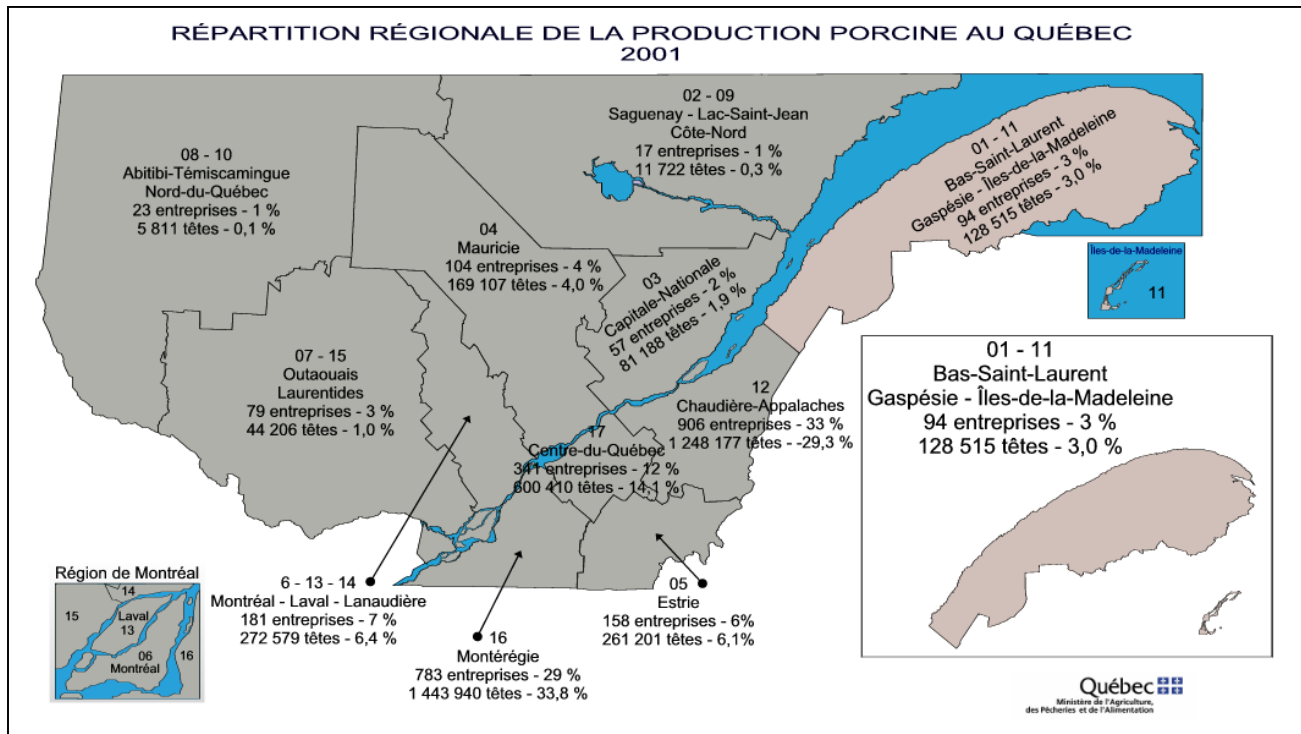 RÉPARTITION RÉGIONALE DE LA PRODUCTION PORCINE AU QUÉBEC
2001
02 - 09
Saguenay - Lac-Saint-Jean
Côte-Nord
17 entreprises - 1 %
11 722 têtes - 0,3 %
01 - 11
Bas-Saint-Laurent
Gaspésie - Îles-de-la-Madeleine
94 entreprises - 3 %
128 515 têtes - 3,0 %
08 - 10
Abitibi-Témiscamingue
Nord-du-Québec
23 entreprises - 1 %
5 811 têtes - 0,1 %
04
Mauricie
104 entreprises - 4 %
169 107 têtes - 4,0 %
03
Capitale-Nationale
57 entreprises - 2 %
81 188 têtes - 1,9 %
Îles-de-la-Madeleine
11
07 - 15
Outaouais
Laurentides
79 entreprises - 3 %
44 206 têtes - 1,0 %
12
Chaudière-Appalaches
906 entreprises - 33 %
1 248 177 têtes - -29,3 %
17
Centre-du-Québec
341 entreprises - 12 %
600 410 têtes - 14,1 %
01 - 11
Bas-Saint-Laurent
Gaspésie - Îles-de-la-Madeleine
94 entreprises - 3 %
128 515 têtes - 3,0 %
Région de Montréal
14
15
Laval
13
06
Montréal
16
6 - 13 - 14
Montréal - Laval - Lanaudière
181 entreprises - 7 %
272 579 têtes - 6,4 %
16
Montérégie
783 entreprises - 29 %
1 443 940 têtes - 33,8 %
05
Estrie
158 entreprises - 6%
261 201 têtes - 6,1%
Québec
Ministère de l'Agriculture,
des Pêcheries et de l'Alimentation